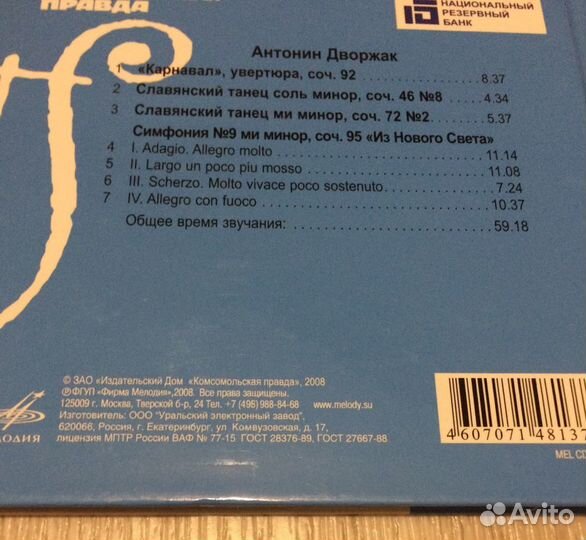 ПРАВДА
НАЦИОНАЛЬНЫЙ
РЕЗЕРВНЫЙ
БАНК
Антонин Дворжак
1 «Карнавал», увертюра, соч. 92 8.37
2 Славянский танец соль минор, соч. 46 №8 4.34
3 Славянский танец ми минор, соч. 72 №2 5.37
Симфония №9 ми минор, соч. 95 «Из Нового Света»
4 I. Adagio. Allegro molto 11.14
5 II. Largo un poco piu mosso 11.08
6 III. Scherzo. Molto vivace poco sostenuto 7.24
7 IV. Allegro con fuoco 10.37
Общее время звучания: 59.18
© ЗАО «Издательский Дом «Комсомольская правда», 2008
℗ ФГУП «Фирма Мелодия», 2008. Все права защищены.
125009 г. Москва, Тверской б-р, 24 Тел. +7 (495) 988-84-68 www.melody.su
Изготовитель: ООО "Уральский электронный завод",
620066, Россия, г. Екатеринбург, ул. Комвузовская, д. 17,
лицензия МПТР России ВАФ № 77-15 ГОСТ 28376-89, ГОСТ 27667-88
ЛОДИЯ
4 607071 48137
MEL CD
Avito